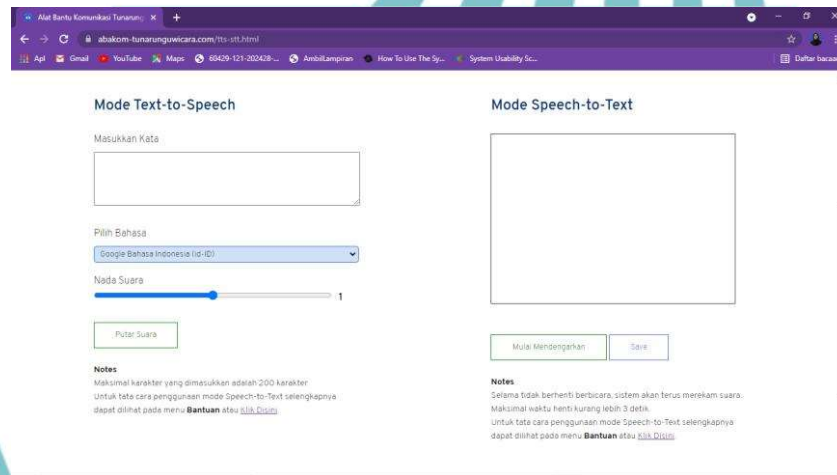 Alat Bantu Komunikasi Tunarung
abakom-tunarunguwicara.com/tts-stt.html
Apl Gmail YouTube Maps 60429-121-202428-... AmbilLampiran How To Use The Sy... System Usability Sc... Daftar bacaan
Mode Text-to-Speech
Masukkan Kata
Pilih Bahasa
Google Bahasa Indonesia (id-ID)
Nada Suara
1
Putar Suara
Notes
Maksimal karakter yang dimasukkan adalah 200 karakter
Untuk tata cara penggunaan mode Speech-to-Text selengkapnya
dapat dilihat pada menu Bantuan atau Klik Disini.
Mode Speech-to-Text
Mulai Mendengarkan Save
Notes
Selama tidak berhenti berbicara, sistem akan terus merekam suara.
Maksimal waktu henti kurang lebih 3 detik.
Untuk tata cara penggunaan mode Speech-to-Text selengkapnya
dapat dilihat pada menu Bantuan atau Klik Disini.